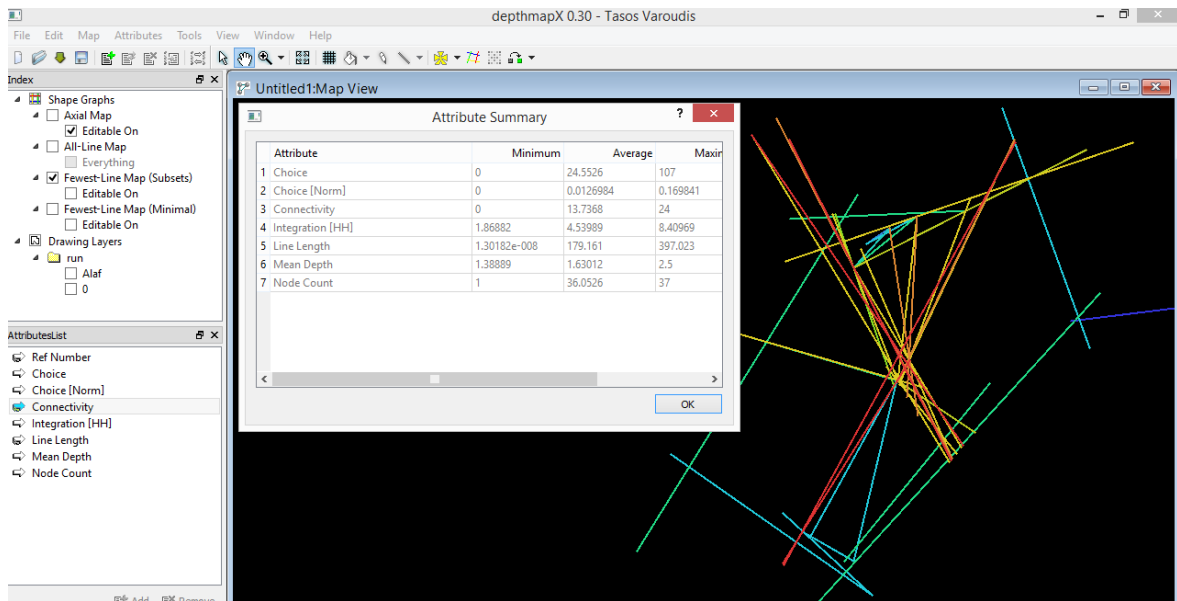 depthmapX 0.30 - Tasos Varoudis
File Edit Map Attributes Tools View Window Help
Index
Shape Graphs
Axial Map
Editable On
All-Line Map
Everything
Fewest-Line Map (Subsets)
Editable On
Fewest-Line Map (Minimal)
Editable On
Drawing Layers
run
Alaf
0
AttributesList
Ref Number
Choice
Choice [Norm]
Connectivity
Integration [HH]
Line Length
Mean Depth
Node Count
Add Remove
Untitled1:Map View
Attribute Summary ?
Attribute Minimum Average Maxir
1 Choice 0 24.5526 107
2 Choice [Norm] 0 0.0126984 0.169841
3 Connectivity 0 13.7368 24
4 Integration [HH] 1.86882 4.53989 8.40969
5 Line Length 1.30182e-008 179.161 397.023
6 Mean Depth 1.38889 1.63012 2.5
7 Node Count 1 36.0526 37
OK